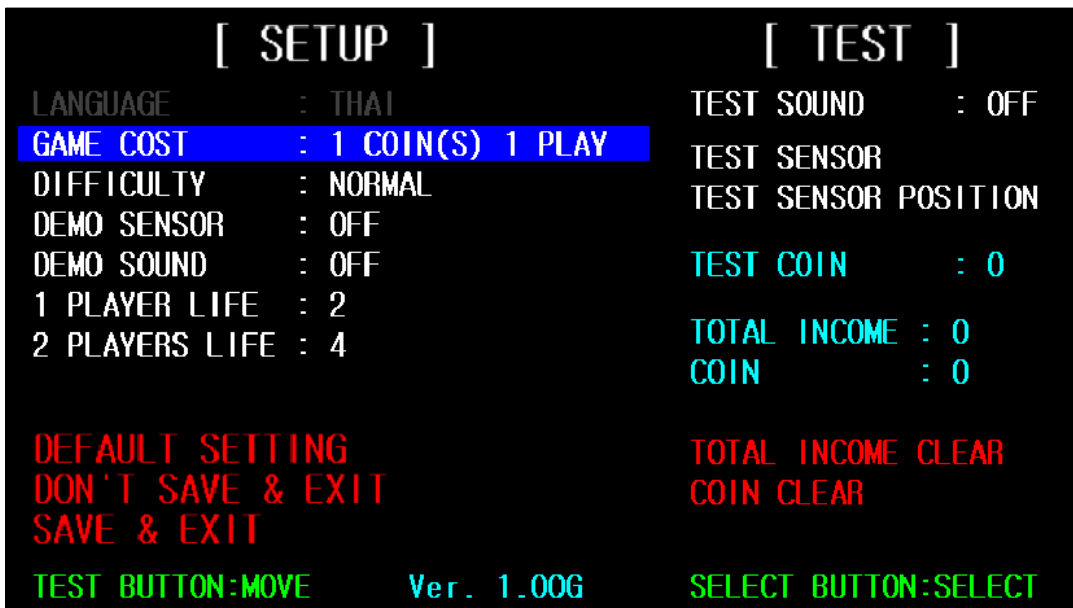 [ SETUP ]
LANGUAGE : THAI
GAME COST : 1 COIN(S) 1 PLAY
DIFFICULTY : NORMAL
DEMO SENSOR : OFF
DEMO SOUND : OFF
1 PLAYER LIFE : 2
2 PLAYERS LIFE : 4
DEFAULT SETTING
DON'T SAVE & EXIT
SAVE & EXIT
TEST BUTTON:MOVE
Ver. 1.00G
[ TEST ]
TEST SOUND : OFF
TEST SENSOR
TEST SENSOR POSITION
TEST COIN : 0
TOTAL INCOME : 0
COIN : 0
TOTAL INCOME CLEAR
COIN CLEAR
SELECT BUTTON:SELECT